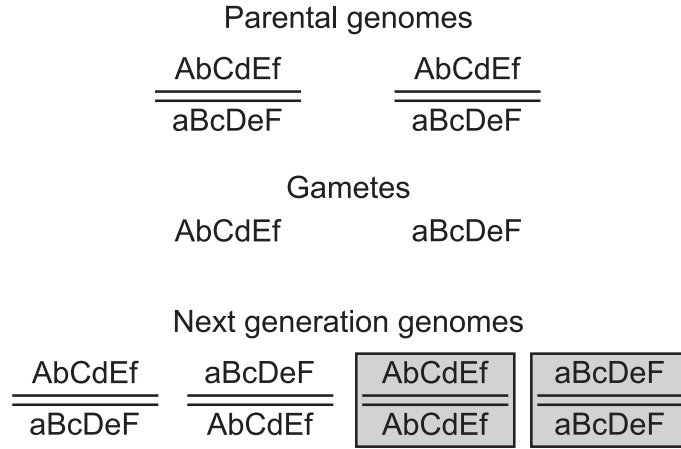 Parental genomes
AbCdEf AbCdEf
aBcDeF aBcDeF
Gametes
AbCdEf aBcDeF
Next generation genomes
AbCdEf aBcDeF AbCdEf aBcDeF
aBcDeF AbCdEf AbCdEf aBcDeF